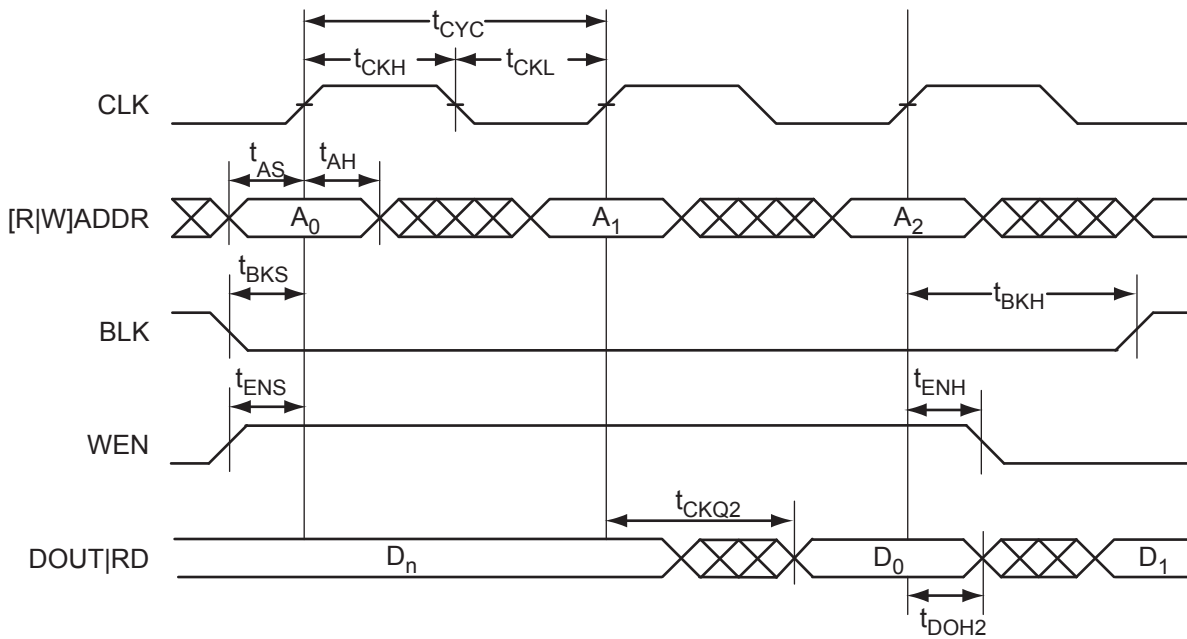 tCYC
tCKH tCKL
CLK
tAS tAH
[R|W]ADDR A0 A1 A2
tBKS tBKH
BLK
tENS tENH
WEN
tCKQ2
DOUT|RD Dn D0 D1
tDOH2